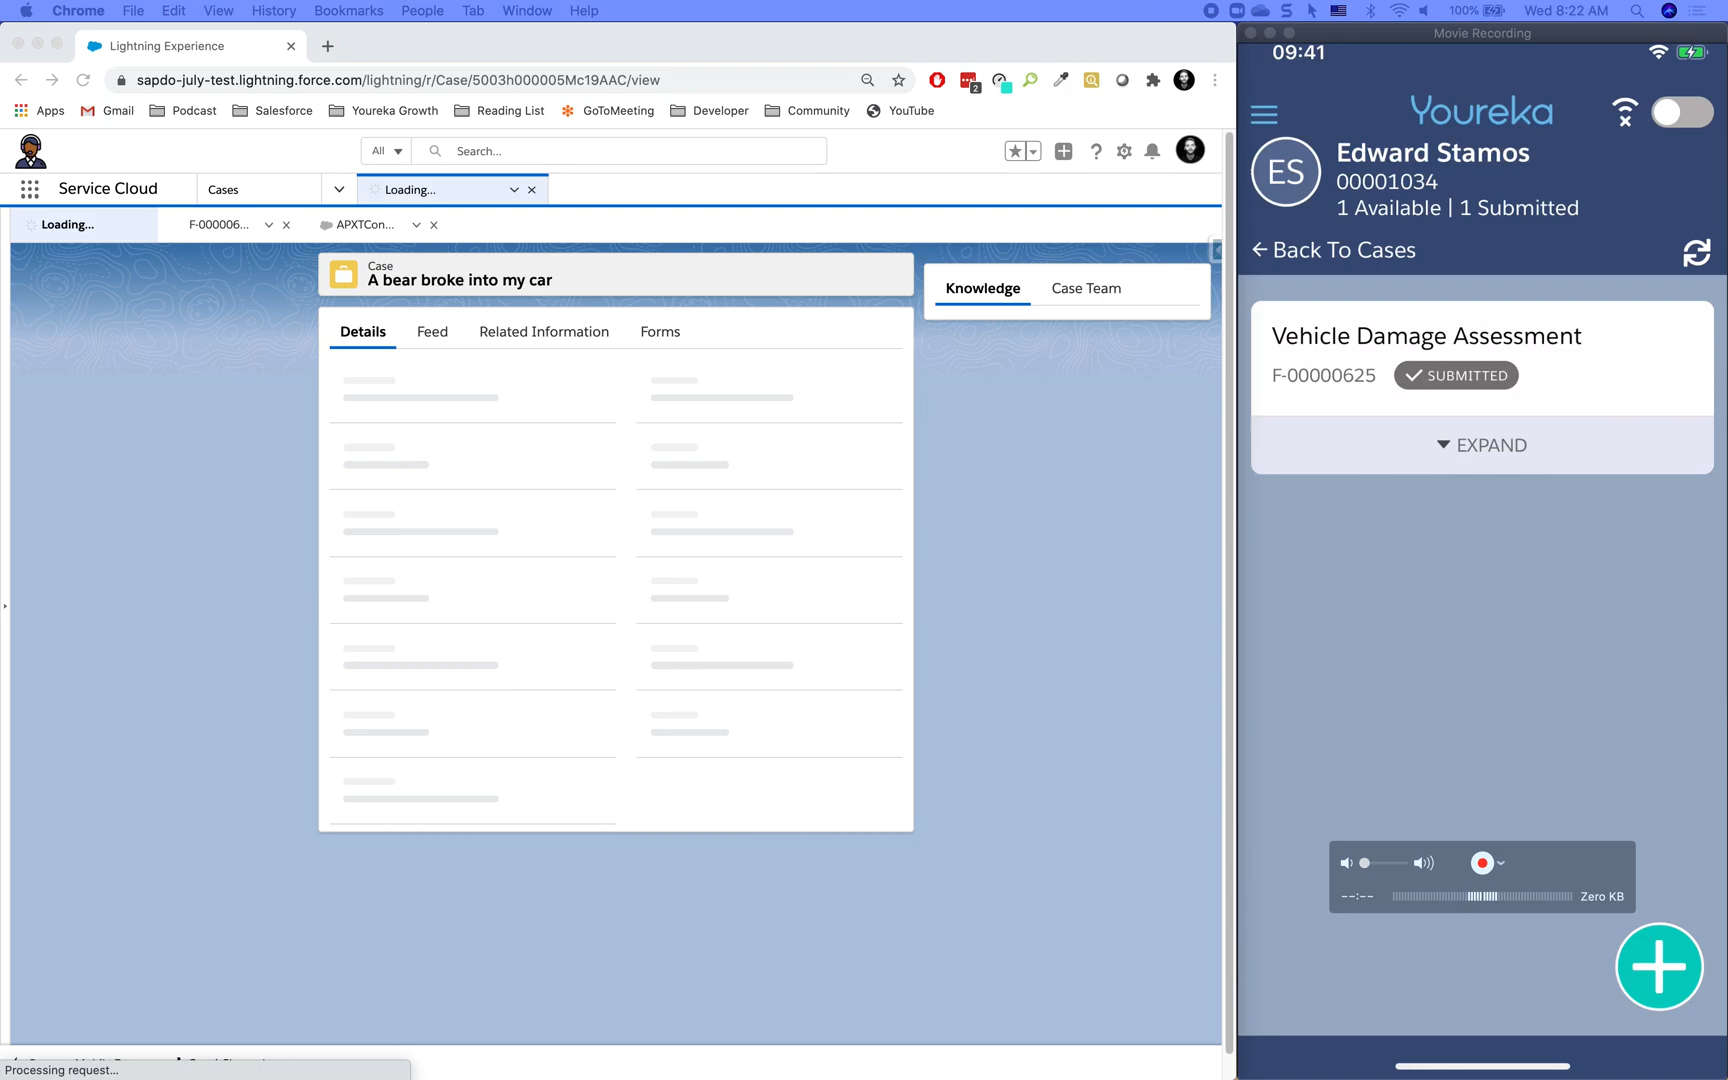 Chrome File Edit View History Bookmarks People Tab Window Help
100% Wed 8:22 AM
Lightning Experience
sapdo-july-test.lightning.force.com/lightning/r/Case/5003h000005Mc19AAC/view
2
Apps Gmail Podcast Salesforce Youreka Growth Reading List GoToMeeting Developer Community YouTube
All Search...
Service Cloud Cases Loading...
Loading... F-000006... APXTCon...
Case
A bear broke into my car
Knowledge Case Team
Details Feed Related Information Forms
Processing request...
Movie Recording
09:41
Youreka
ES
Edward Stamos
00001034
1 Available | 1 Submitted
Back To Cases
Vehicle Damage Assessment
F-00000625 SUBMITTED
EXPAND
--:-- Zero KB